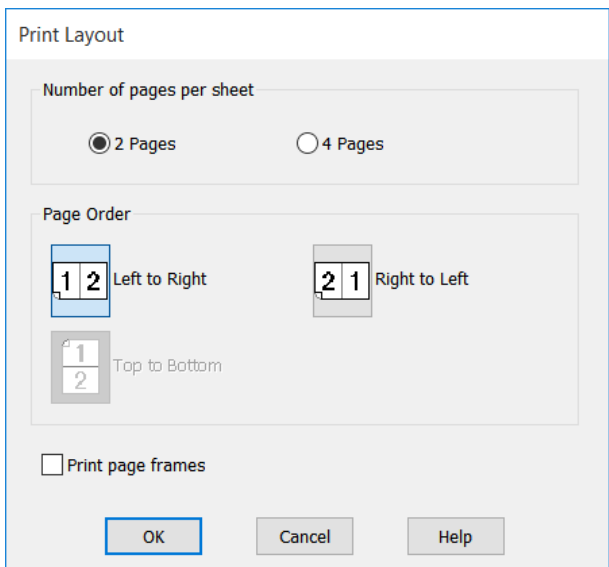 Print Layout
Number of pages per sheet
2 Pages 4 Pages
Page Order
1 2 Left to Right 2 1 Right to Left
1
2 Top to Bottom
Print page frames
OK Cancel Help